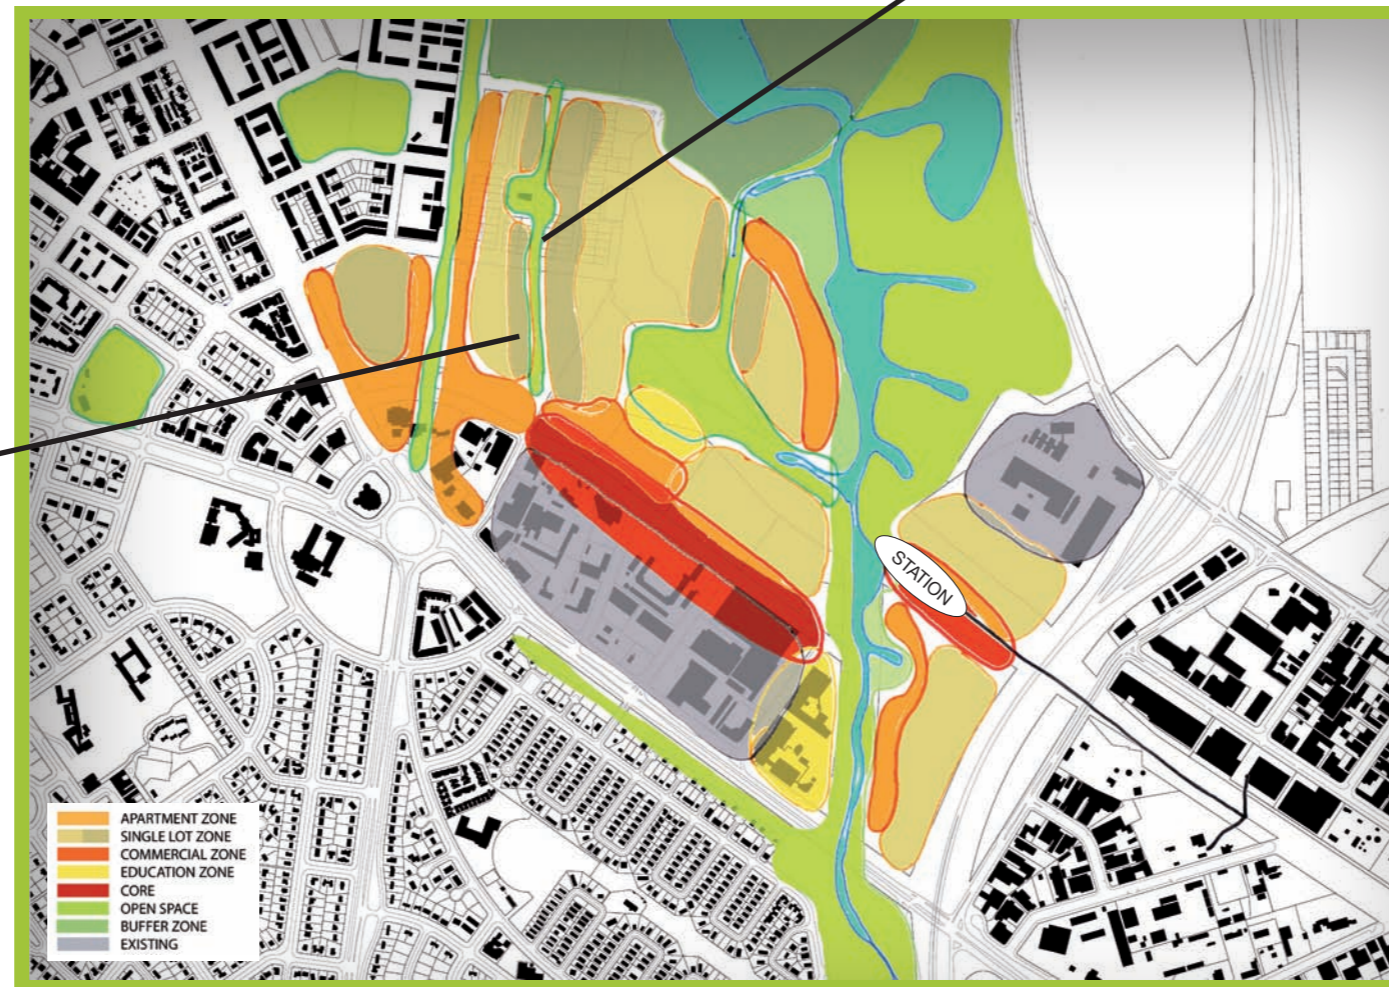 STATION
APARTMENT ZONE
SINGLE LOT ZONE
COMMERCIAL ZONE
EDUCATION ZONE
CORE
OPEN SPACE
BUFFER ZONE
EXISTING